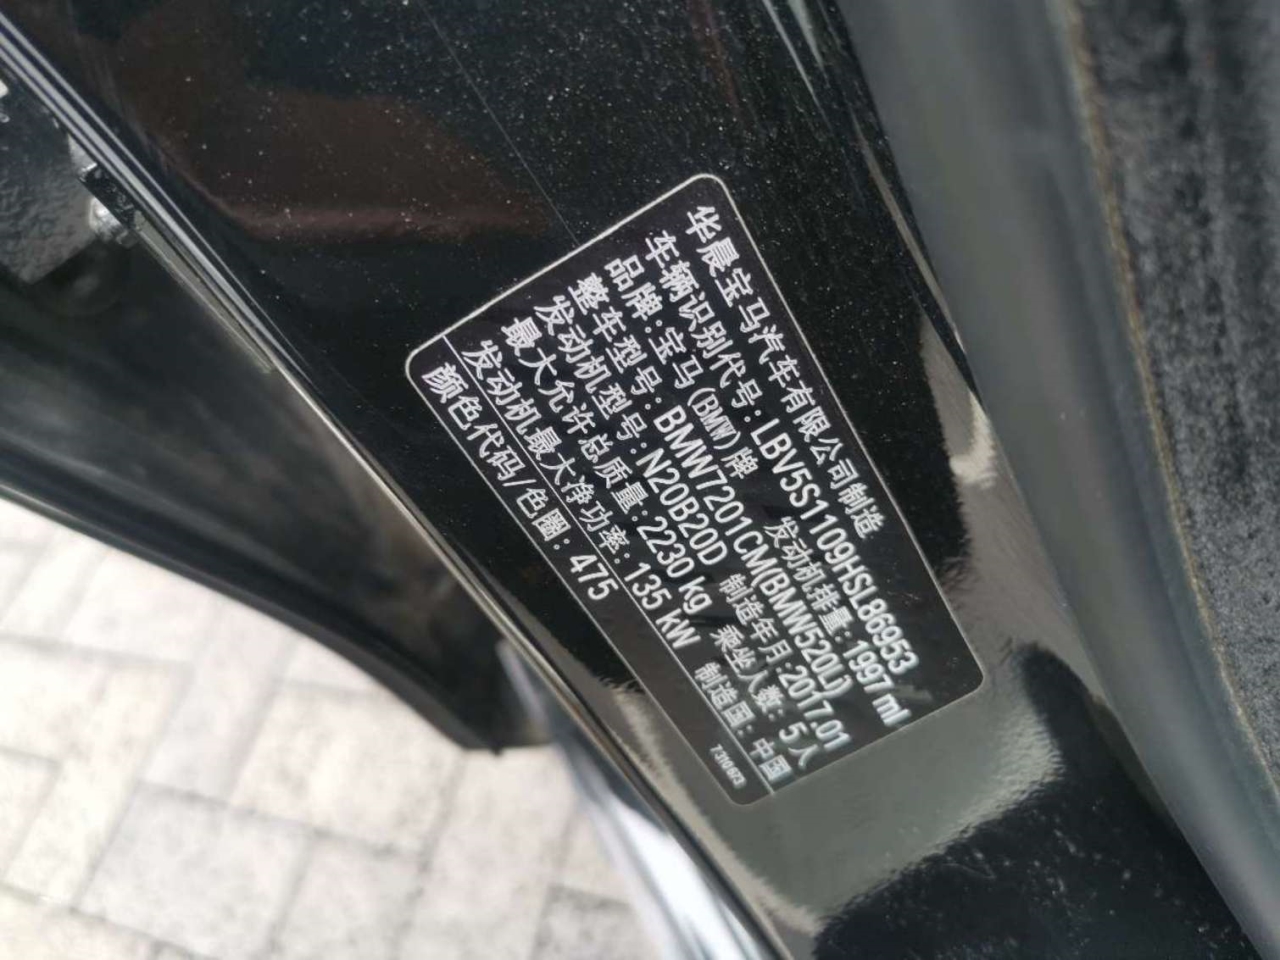 华晨宝马汽车有限公司制造
车辆识别代号:LBV5S1109HSL86953
品牌:宝马(BMW)牌 发动机排量:1997 ml
整车型号:BMW7201CM(BMW520Li)
发动机型号:N20B20D 制造年月:2017.01
最大允许总质量:2230 kg 乘坐人数:5人
发动机最大净功率:135 kW 制造国:中国
颜色代码/色圈:475